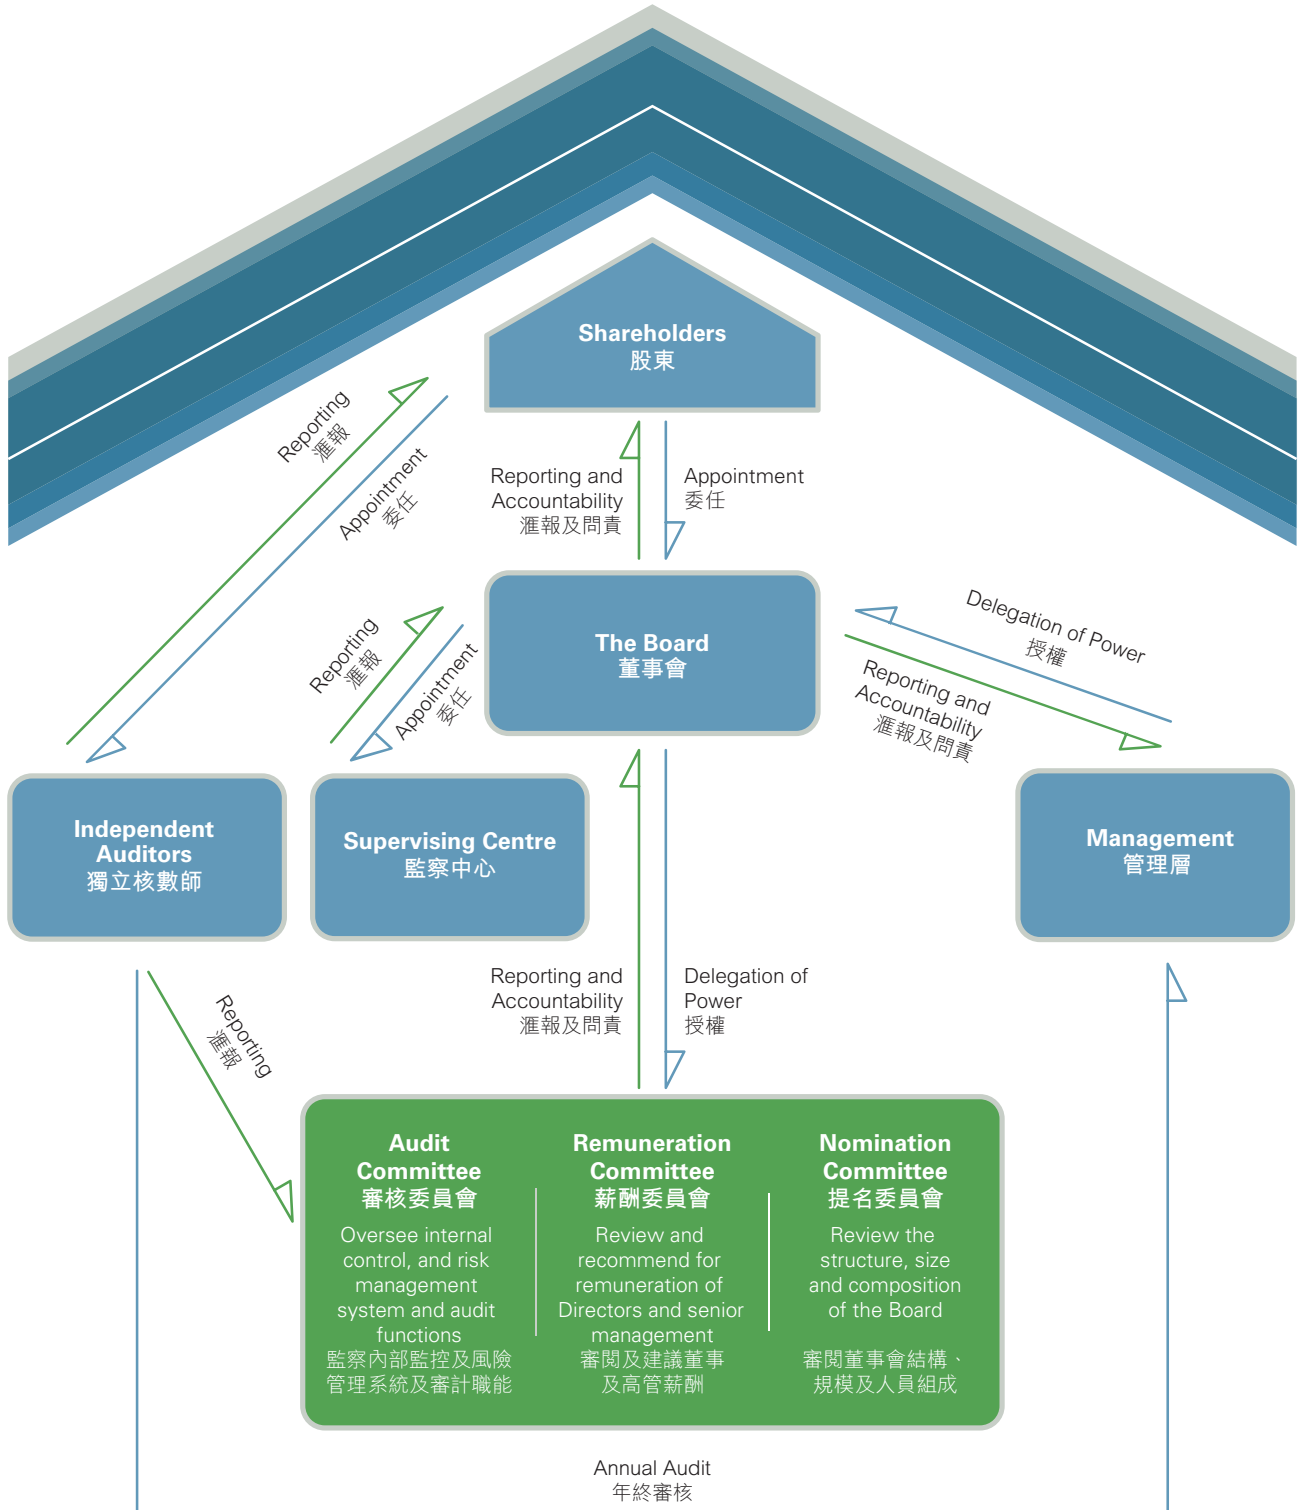 Shareholders
股東
Reporting
滙報
Appointment
委任
Reporting and
Accountability
滙報及問責
Appointment
委任
The Board
董事會
Reporting
滙報
Appointment
委任
Delegation of Power
授權
Reporting and
Accountability
滙報及問責
Independent
Auditors
獨立核數師
Supervising Centre
監察中心
Management
管理層
Reporting
滙報
Reporting and
Accountability
滙報及問責
Delegation of
Power
授權
Audit
Committee
審核委員會
Oversee internal
control, and risk
management
system and audit
functions
監察內部監控及風險
管理系統及審計職能
Remuneration
Committee
薪酬委員會
Review and
recommend for
remuneration of
Directors and senior
management
審閱及建議董事
及高管薪酬
Nomination
Committee
提名委員會
Review the
structure, size
and composition
of the Board
審閱董事會結構、
規模及人員組成
Annual Audit
年終審核